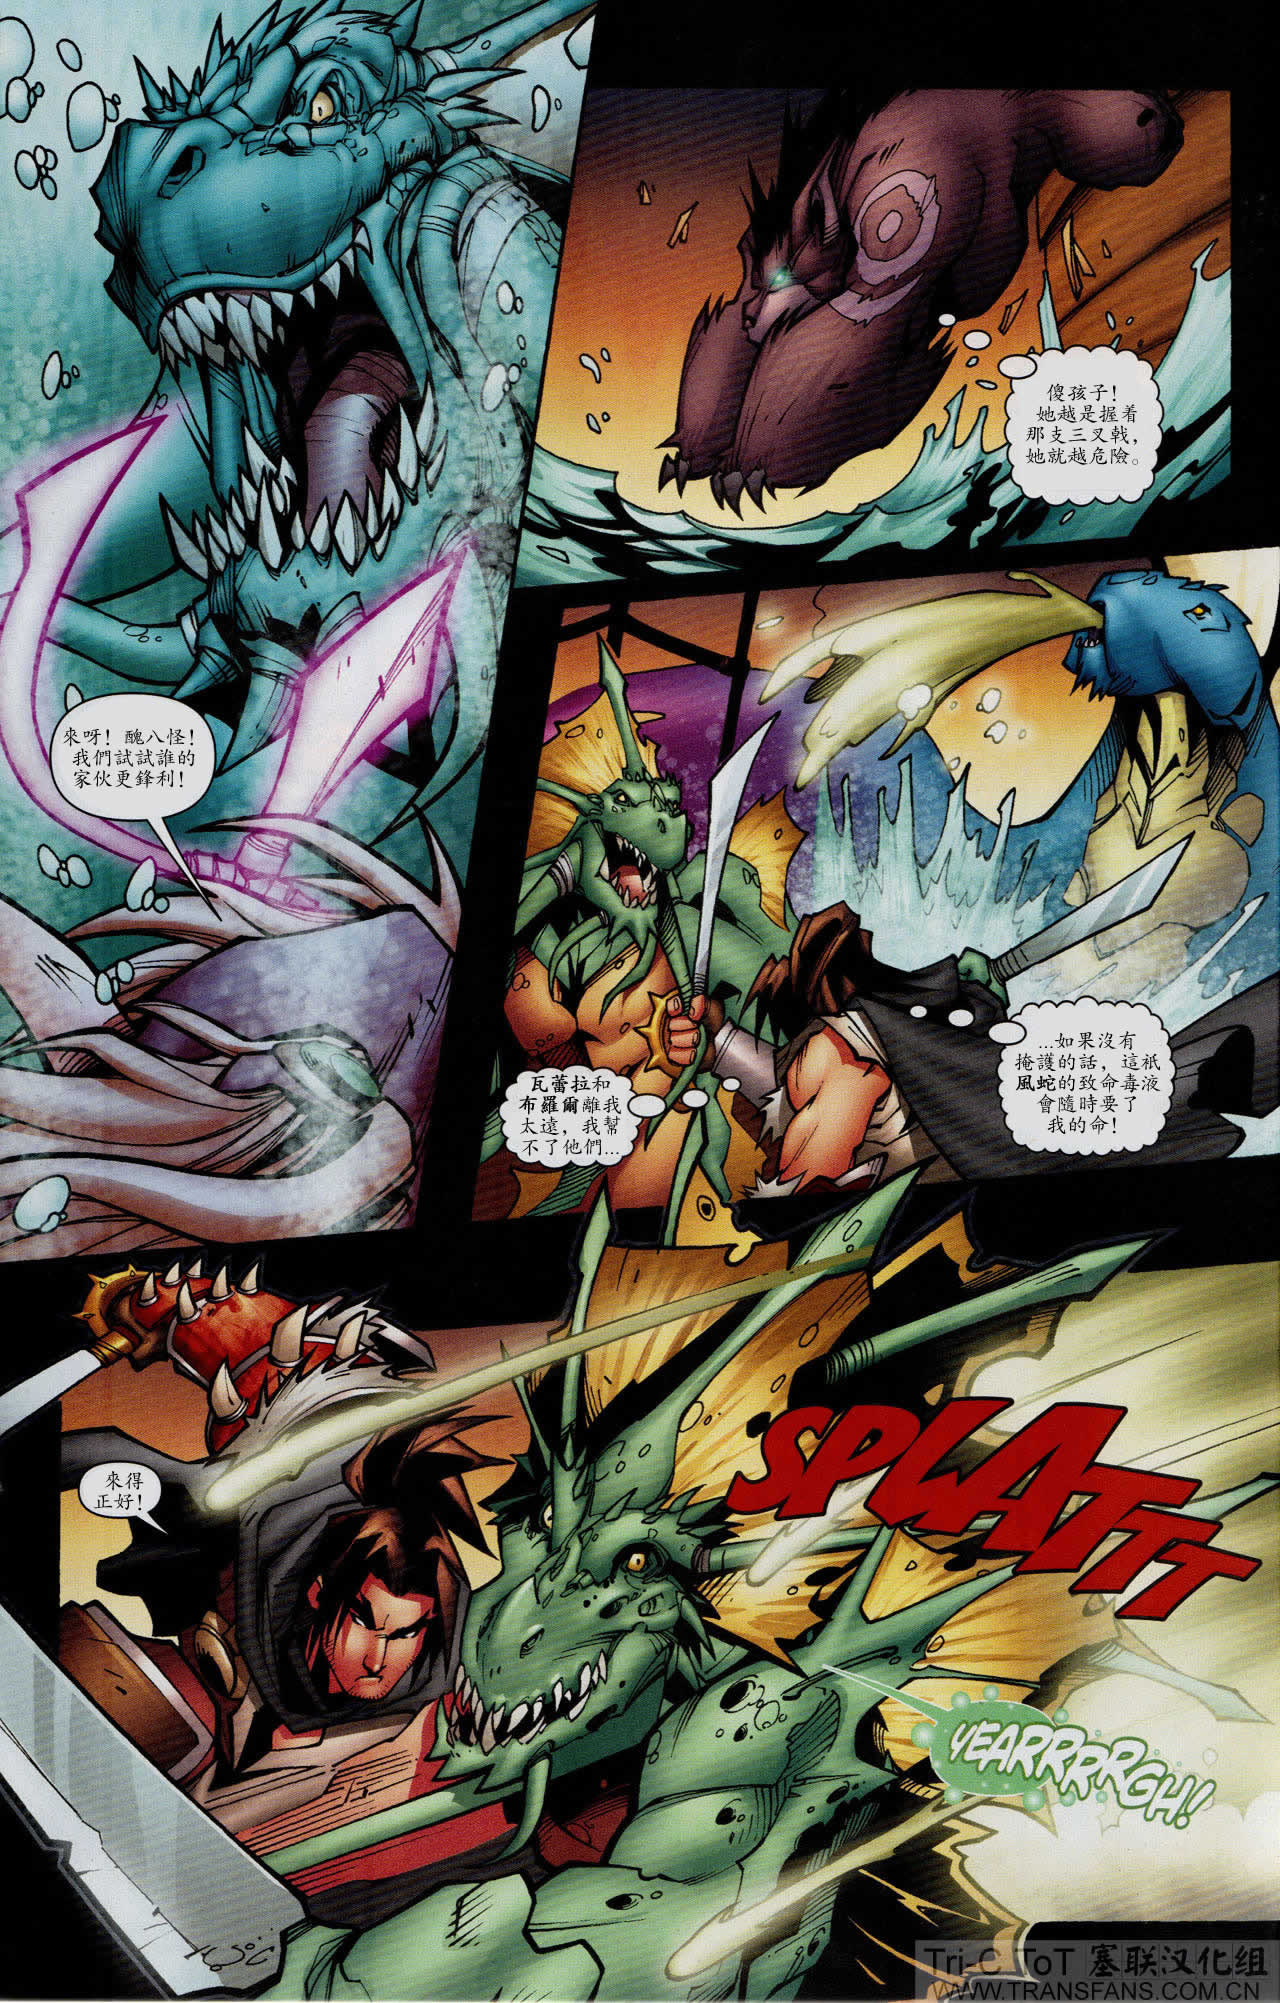 傻孩子！
她越是握着
那支三叉戟，
她就越危險。
來呀！醜八怪！
我們試試誰的
家伙更鋒利！
瓦蕾拉和
布羅爾離我
太遠，我幫
不了他們…
…如果沒有
掩護的話，這衹
風蛇的致命毒液
會隨時要了
我的命！
來得
正好！
SPLATTT
YEARRRRGH!
Tri-C ToT 塞联汉化组
WWW.TRANSFANS.COM.CN